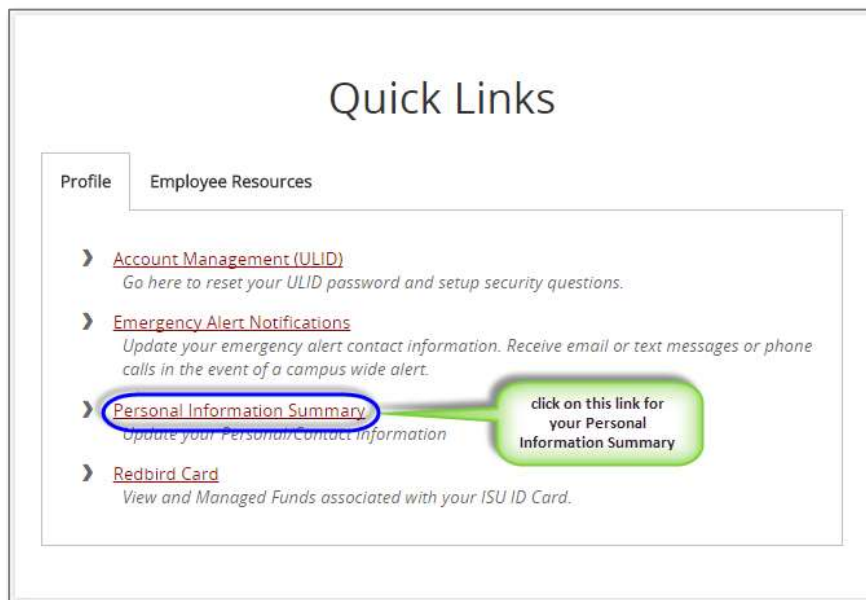 Quick Links
Profile
Employee Resources
Account Management (ULID)
Go here to reset your ULID password and setup security questions.
Emergency Alert Notifications
Update your emergency alert contact information. Receive email or text messages or phone
calls in the event of a campus wide alert.
Personal Information Summary
Update your Personal/Contact Information
click on this link for
your Personal
Information Summary
Redbird Card
View and Managed Funds associated with your ISU ID Card.